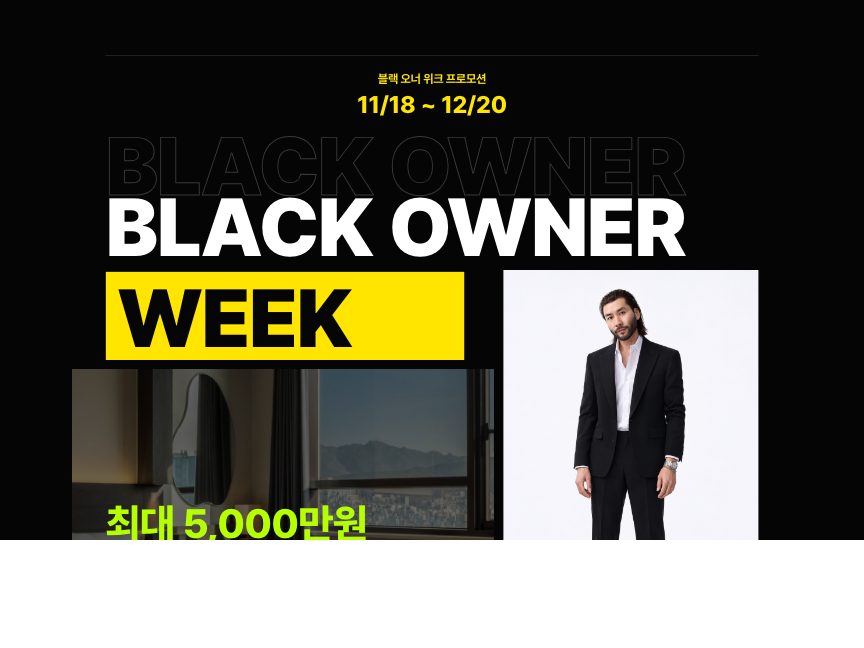 블랙 오너 위크 프로모션
11/18 ~ 12/20
BLACK OWNER
BLACK OWNER
WEEK
최대 5,000만원